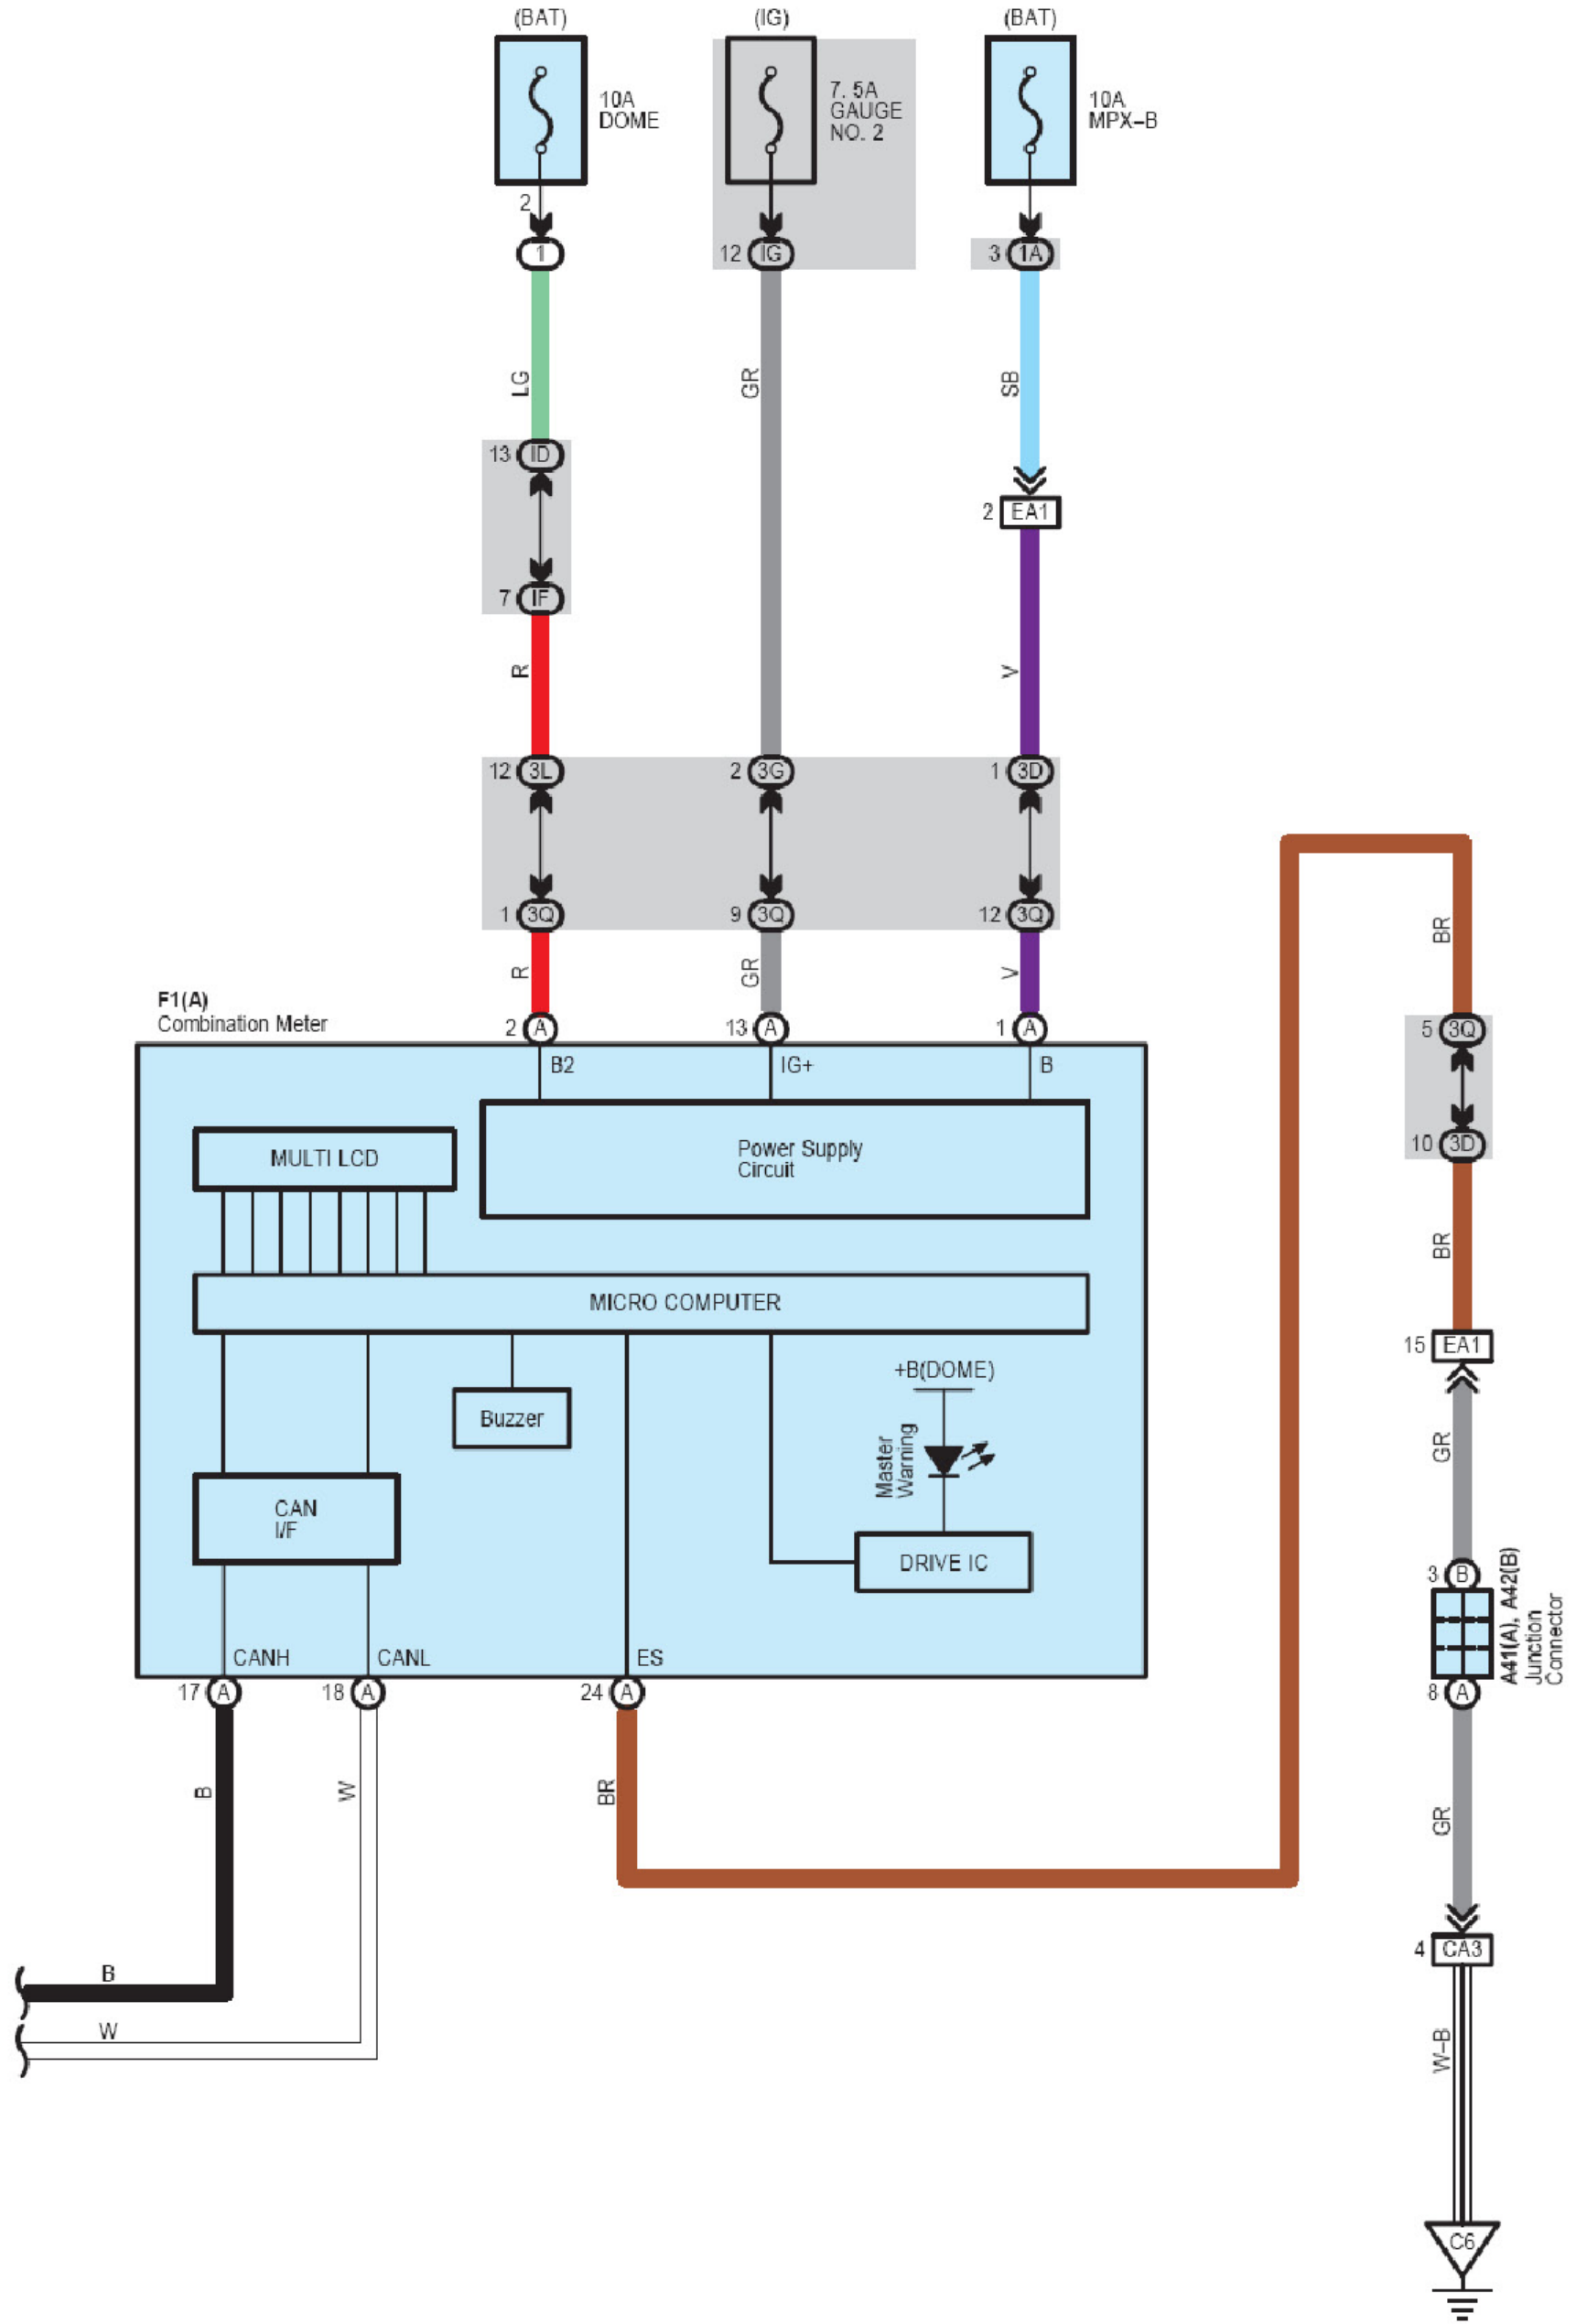 (BAT)
(IG)
(BAT)
10A
DOME
7. 5A
GAUGE
NO. 2
10A
MPX–B
2
1
12 IG
3 1A
LG
GR
SB
13 ID
2 EA1
7 IF
R
V
12 3L
2 3G
1 3D
1 3Q
9 3Q
12 3Q
BR
R
GR
V
F1(A)
Combination Meter
2 A
13 A
1 A
5 3Q
B2
IG+
B
10 3D
MULTI LCD
Power Supply
Circuit
BR
MICRO COMPUTER
15 EA1
+B(DOME)
Buzzer
Master
Warning
GR
CAN
I/F
DRIVE IC
3 B
A41(A), A42(B)
Junction
Connector
CANH
CANL
ES
17 A
18 A
24 A
8 A
B
W
BR
GR
4 CA3
B
W
W–B
C6